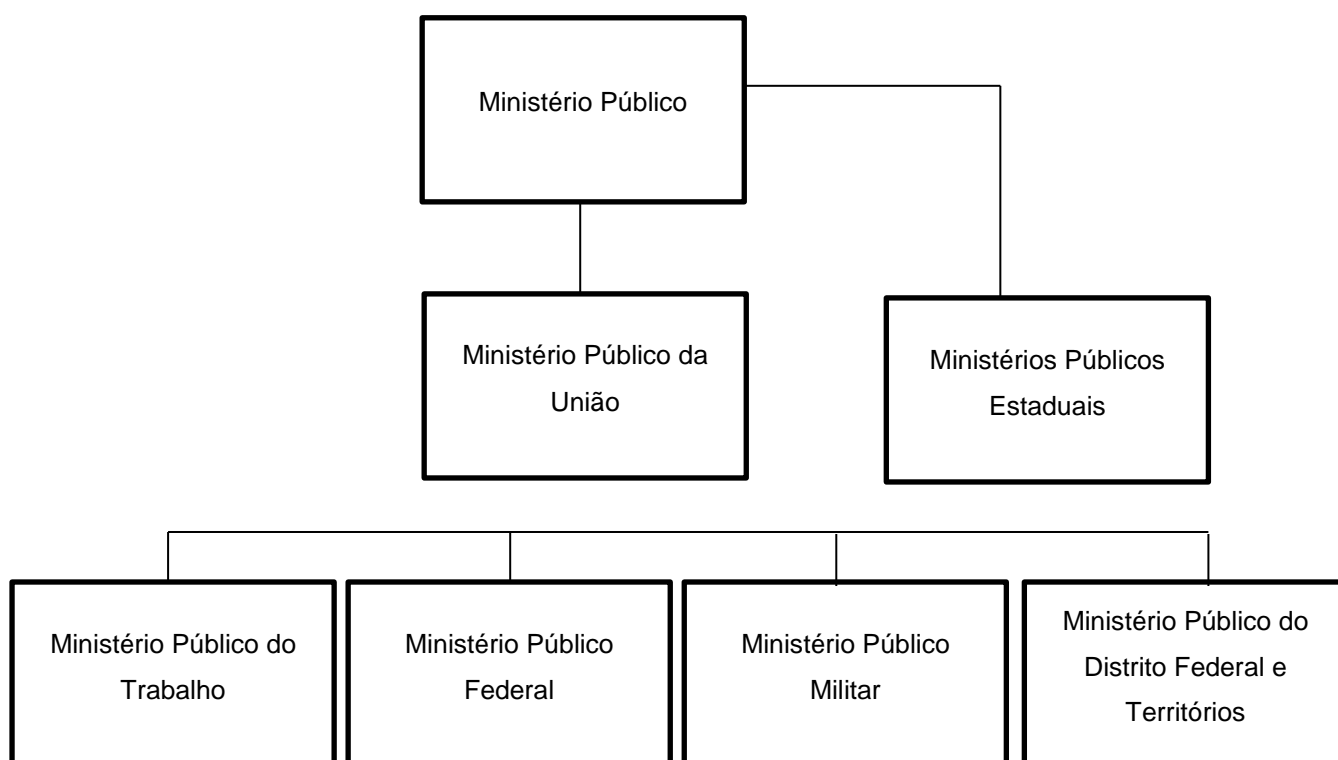 Ministério Público
Ministério Público da
União
Ministérios Públicos
Estaduais
Ministério Público do
Trabalho
Ministério Público
Federal
Ministério Público
Militar
Ministério Público do
Distrito Federal e
Territórios